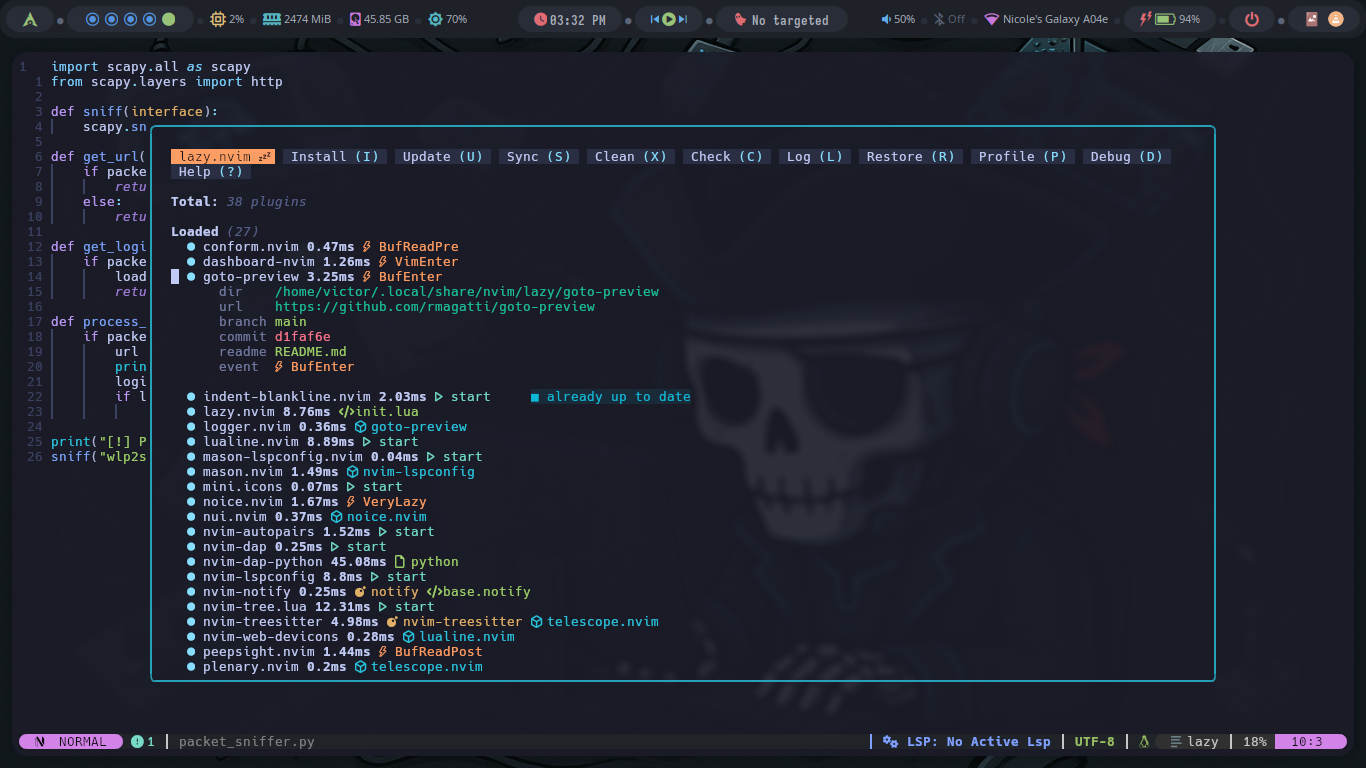 2% 2474 MiB 45.85 GB 70% 03:32 PM No targeted 50% Off Nicole's Galaxy A04e 94%
1 import scapy.all as scapy
1 from scapy.layers import http
2
3 def sniff(interface):
4 scapy.sn
5
6 def get_url(
7 if packe
8 retu
9 else:
10 retu
11
12 def get_logi
13 if packe
14 load
15 retu
16
17 def process_
18 if packe
19 url
20 prin
21 logi
22 if l
23
24
25 print("[!] P
26 sniff("wlp2s
lazy.nvim zzz Install (I) Update (U) Sync (S) Clean (X) Check (C) Log (L) Restore (R) Profile (P) Debug (D)
Help (?)
Total: 38 plugins
Loaded (27)
● conform.nvim 0.47ms BufReadPre
● dashboard-nvim 1.26ms VimEnter
● goto-preview 3.25ms BufEnter
dir /home/victor/.local/share/nvim/lazy/goto-preview
url https://github.com/rmagatti/goto-preview
branch main
commit d1faf6e
readme README.md
event BufEnter
● indent-blankline.nvim 2.03ms start ■ already up to date
● lazy.nvim 8.76ms </>init.lua
● logger.nvim 0.36ms goto-preview
● lualine.nvim 8.89ms start
● mason-lspconfig.nvim 0.04ms start
● mason.nvim 1.49ms nvim-lspconfig
● mini.icons 0.07ms start
● noice.nvim 1.67ms VeryLazy
● nui.nvim 0.37ms noice.nvim
● nvim-autopairs 1.52ms start
● nvim-dap 0.25ms start
● nvim-dap-python 45.08ms python
● nvim-lspconfig 8.8ms start
● nvim-notify 0.25ms notify </>base.notify
● nvim-tree.lua 12.31ms start
● nvim-treesitter 4.98ms nvim-treesitter telescope.nvim
● nvim-web-devicons 0.28ms lualine.nvim
● peepsight.nvim 1.44ms BufReadPost
● plenary.nvim 0.2ms telescope.nvim
NORMAL 1 packet_sniffer.py LSP: No Active Lsp UTF-8 lazy 18% 10:3